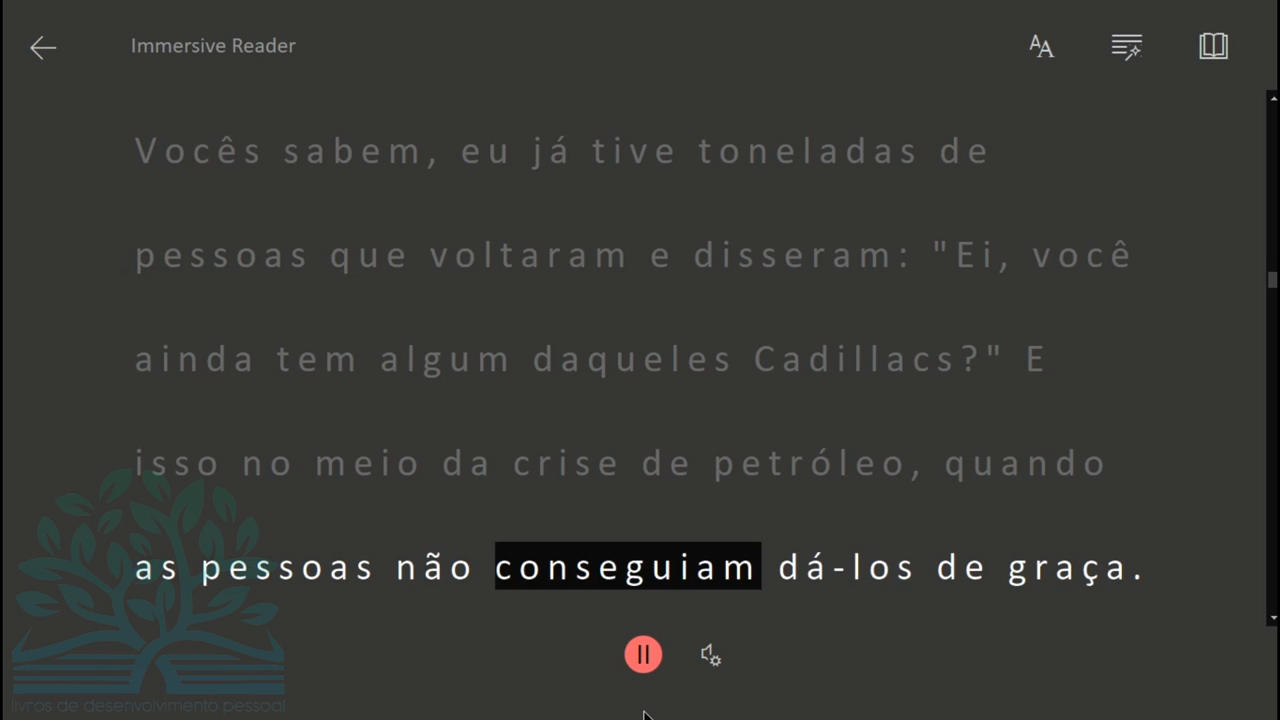 Immersive Reader
Vocês sabem, eu já tive toneladas de
pessoas que voltaram e disseram: "Ei, você
ainda tem algum daqueles Cadillacs?" E
isso no meio da crise de petróleo, quando
as pessoas não conseguiam dá-los de graça.
livros de desenvolvimento pessoal